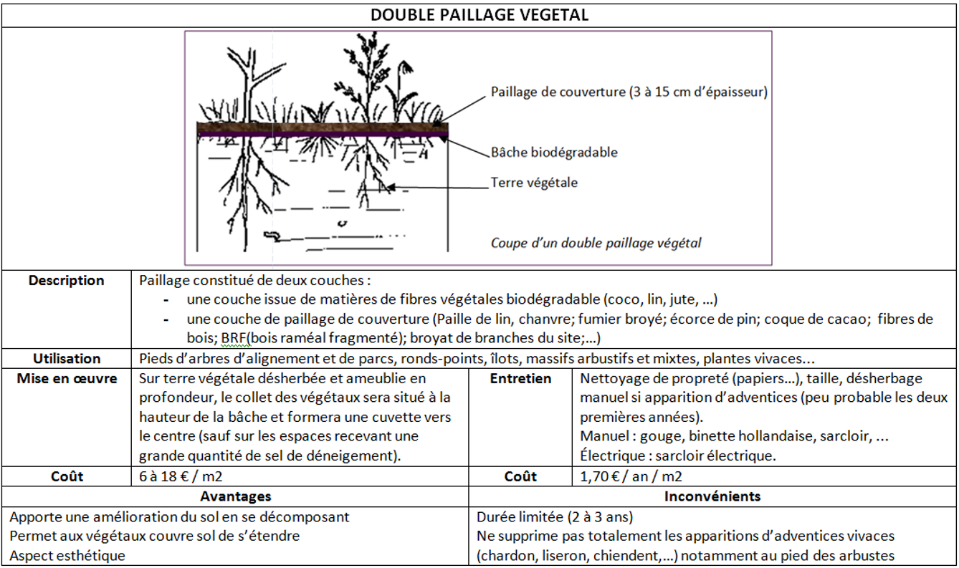 DOUBLE PAILLAGE VEGETAL
Paillage de couverture (3 à 15 cm d'épaisseur)
Bâche biodégradable
Terre végétale
Coupe d'un double paillage végétal
Description
Paillage constitué de deux couches :
- une couche issue de matières de fibres végétales biodégradable (coco, lin, jute, …)
- une couche de paillage de couverture (Paille de lin, chanvre; fumier broyé; écorce de pin; coque de cacao; fibres de
bois; BRF(bois raméal fragmenté); broyat de branches du site;…)
Utilisation
Pieds d'arbres d'alignement et de parcs, ronds-points, îlots, massifs arbustifs et mixtes, plantes vivaces…
Mise en œuvre
Sur terre végétale désherbée et ameublie en
profondeur, le collet des végétaux sera situé à la
hauteur de la bâche et formera une cuvette vers
le centre (sauf sur les espaces recevant une
grande quantité de sel de déneigement).
Entretien
Nettoyage de propreté (papiers…), taille, désherbage
manuel si apparition d'adventices (peu probable les deux
premières années).
Manuel : gouge, binette hollandaise, sarcloir, …
Électrique : sarcloir électrique.
Coût
6 à 18 € / m2
Coût
1,70 € / an / m2
Avantages
Apporte une amélioration du sol en se décomposant
Permet aux végétaux couvre sol de s'étendre
Aspect esthétique
Inconvénients
Durée limitée (2 à 3 ans)
Ne supprime pas totalement les apparitions d'adventices vivaces
(chardon, liseron, chiendent,…) notamment au pied des arbustes